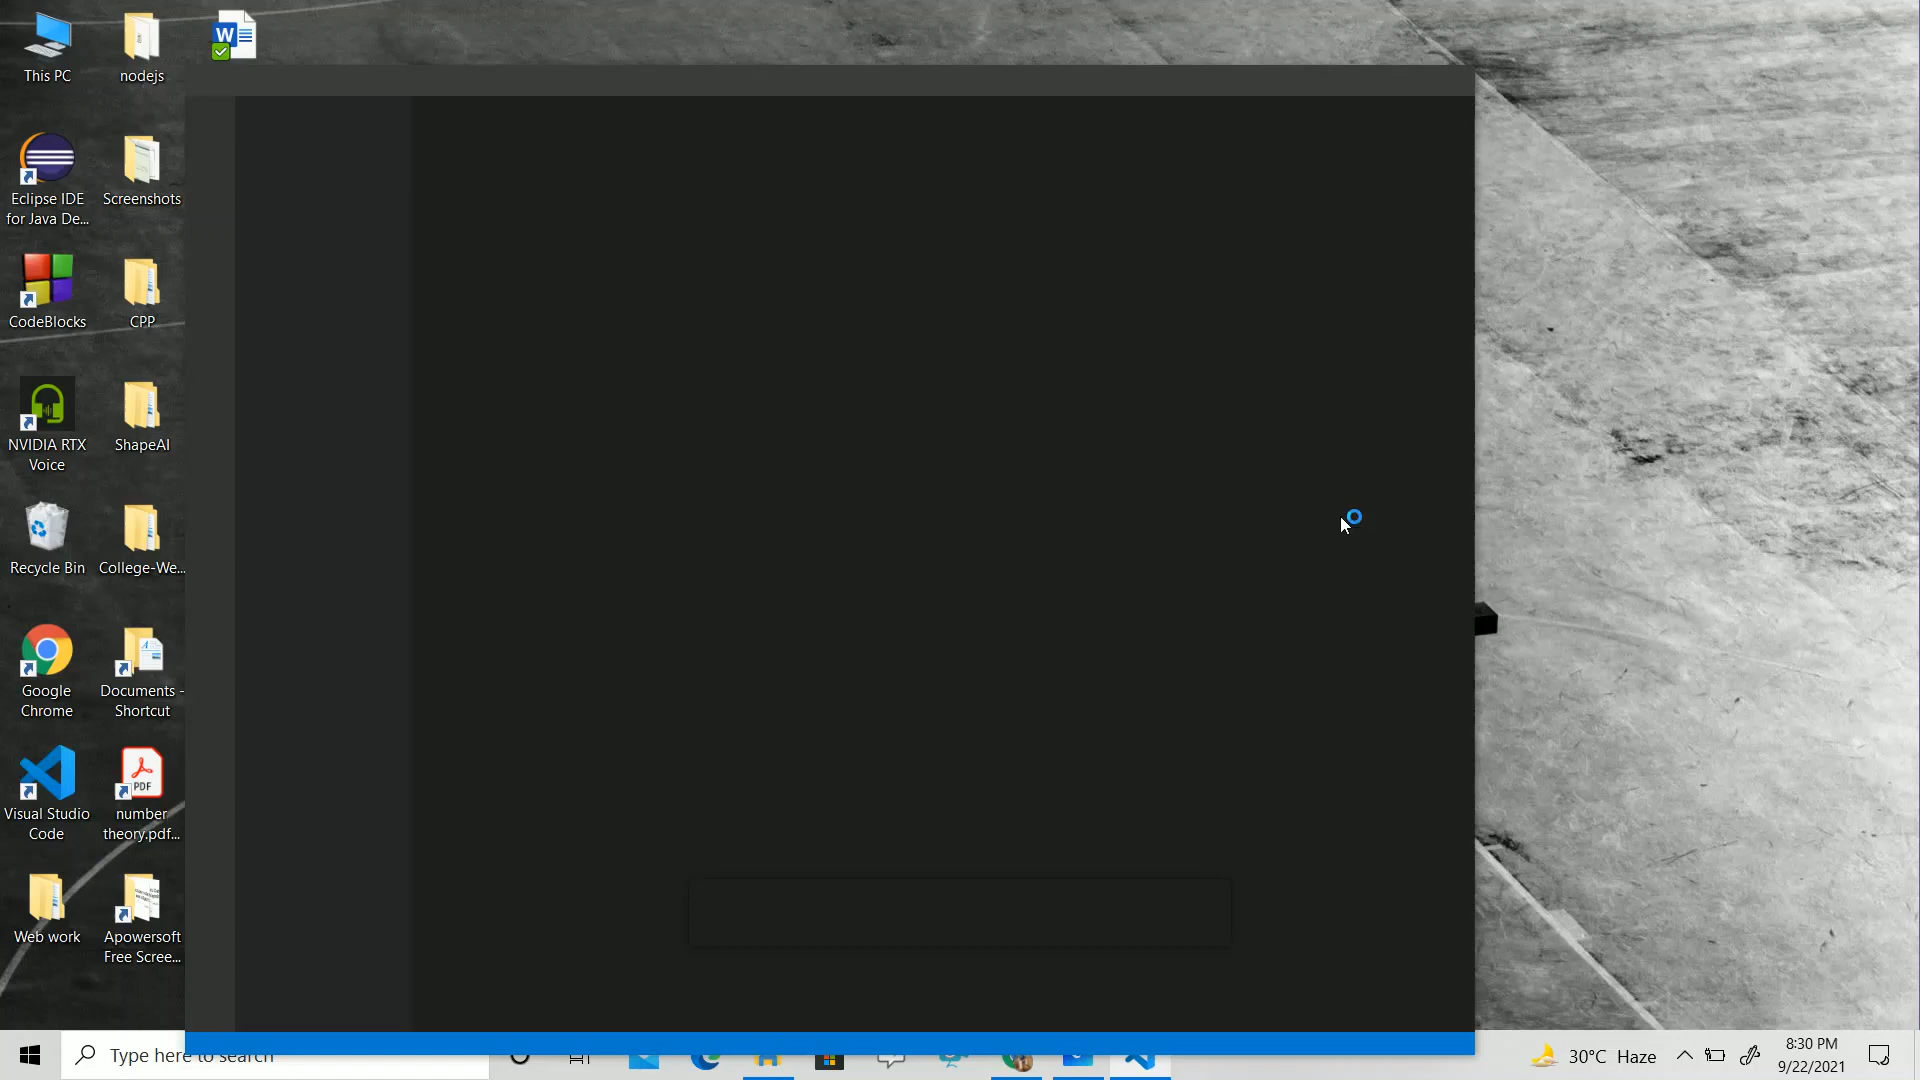 This PC
nodejs
W
Eclipse IDE
for Java De...
Screenshots
CodeBlocks
CPP
NVIDIA RTX
Voice
ShapeAI
Recycle Bin
College-We...
Google
Chrome
Documents -
Shortcut
Visual Studio
Code
PDF
number
theory.pdf...
Web work
Apowersoft
Free Scree...
Type here to search
30°C Haze
8:30 PM
9/22/2021